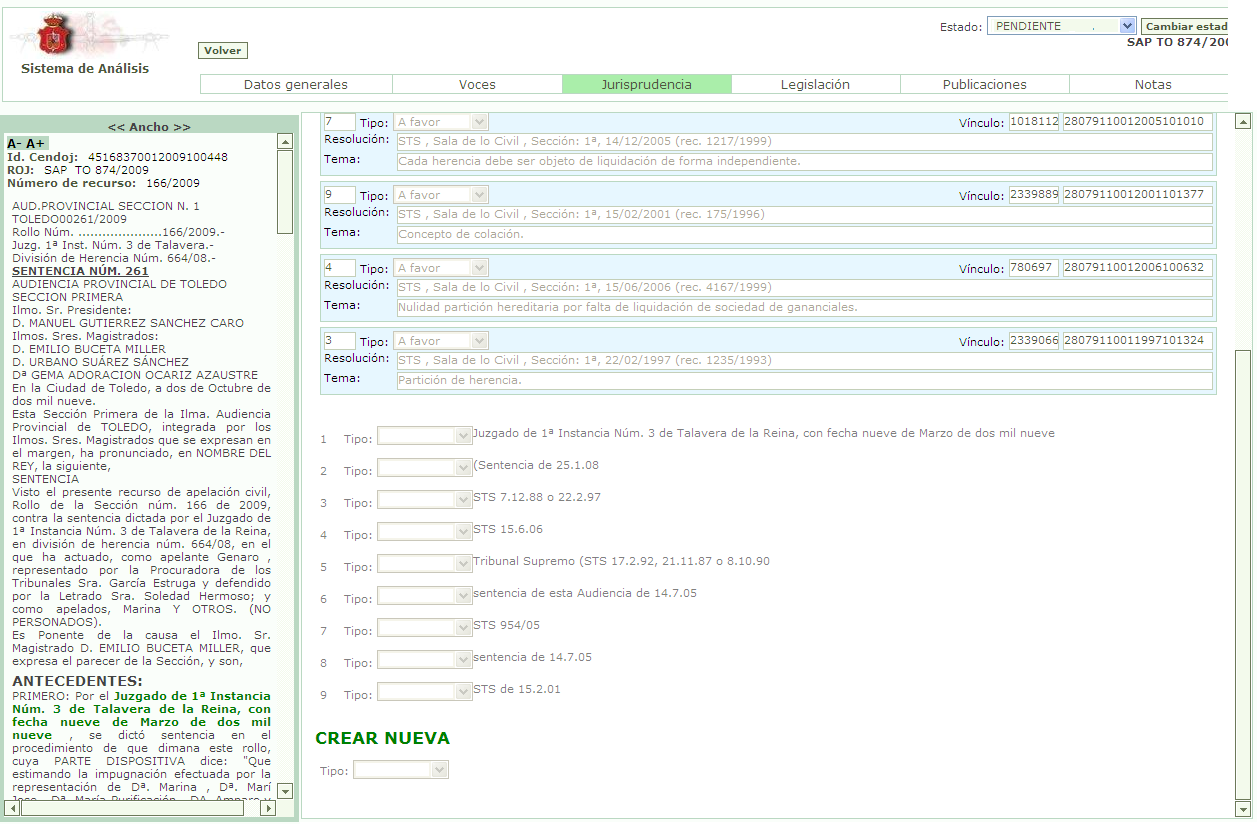 Sistema de Análisis
Volver
Estado: PENDIENTE .
Cambiar estad
SAP TO 874/200
Datos generales
Voces
Jurisprudencia
Legislación
Publicaciones
Notas
<< Ancho >>
A- A+
Id. Cendoj: 45168370012009100448
ROJ: SAP TO 874/2009
Número de recurso: 166/2009
AUD.PROVINCIAL SECCION N. 1
TOLEDO00261/2009
Rollo Núm. .....................166/2009.-
Juzg. 1ª Inst. Núm. 3 de Talavera.-
División de Herencia Núm. 664/08.-
SENTENCIA NÚM. 261
AUDIENCIA PROVINCIAL DE TOLEDO
SECCION PRIMERA
Ilmo. Sr. Presidente:
D. MANUEL GUTIERREZ SANCHEZ CARO
Ilmos. Sres. Magistrados:
D. EMILIO BUCETA MILLER
D. URBANO SUÁREZ SÁNCHEZ
Dª GEMA ADORACION OCARIZ AZAUSTRE
En la Ciudad de Toledo, a dos de Octubre de
dos mil nueve.
Esta Sección Primera de la Ilma. Audiencia
Provincial de TOLEDO, integrada por los
Ilmos. Sres. Magistrados que se expresan en
el margen, ha pronunciado, en NOMBRE DEL
REY, la siguiente,
SENTENCIA
Visto el presente recurso de apelación civil,
Rollo de la Sección núm. 166 de 2009,
contra la sentencia dictada por el Juzgado de
1ª Instancia Núm. 3 de Talavera de la Reina,
en división de herencia núm. 664/08, en el
que ha actuado, como apelante Genaro ,
representado por la Procuradora de los
Tribunales Sra. García Estruga y defendido
por la Letrado Sra. Soledad Hermoso; y
como apelados, Marina Y OTROS. (NO
PERSONADOS).
Es Ponente de la causa el Ilmo. Sr.
Magistrado D. EMILIO BUCETA MILLER, que
expresa el parecer de la Sección, y son,
ANTECEDENTES:
PRIMERO: Por el Juzgado de 1ª Instancia
Núm. 3 de Talavera de la Reina, con
fecha nueve de Marzo de dos mil
nueve , se dictó sentencia en el
procedimiento de que dimana este rollo,
cuya PARTE DISPOSITIVA dice: "Que
estimando la impugnación efectuada por la
representación de Dª. Marina , Dª. Marí
Jose , Dª. María Purificación , DA. Amparo y
7 Tipo: A favor Vínculo: 1018112 28079110012005101010
Resolución: STS , Sala de lo Civil , Sección: 1ª, 14/12/2005 (rec. 1217/1999)
Tema: Cada herencia debe ser objeto de liquidación de forma independiente.
9 Tipo: A favor Vínculo: 2339889 28079110012001101377
Resolución: STS , Sala de lo Civil , Sección: 1ª, 15/02/2001 (rec. 175/1996)
Tema: Concepto de colación.
4 Tipo: A favor Vínculo: 780697 28079110012006100632
Resolución: STS , Sala de lo Civil , Sección: 1ª, 15/06/2006 (rec. 4167/1999)
Tema: Nulidad partición hereditaria por falta de liquidación de sociedad de gananciales.
3 Tipo: A favor Vínculo: 2339066 28079110011997101324
Resolución: STS , Sala de lo Civil , Sección: 1ª, 22/02/1997 (rec. 1235/1993)
Tema: Partición de herencia.
1 Tipo: Juzgado de 1ª Instancia Núm. 3 de Talavera de la Reina, con fecha nueve de Marzo de dos mil nueve
2 Tipo: (Sentencia de 25.1.08
3 Tipo: STS 7.12.88 o 22.2.97
4 Tipo: STS 15.6.06
5 Tipo: Tribunal Supremo (STS 17.2.92, 21.11.87 o 8.10.90
6 Tipo: sentencia de esta Audiencia de 14.7.05
7 Tipo: STS 954/05
8 Tipo: sentencia de 14.7.05
9 Tipo: STS de 15.2.01
CREAR NUEVA
Tipo: